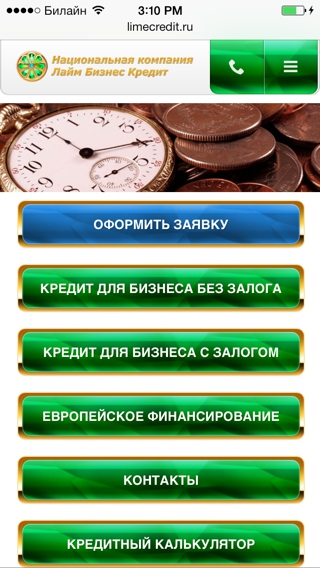 Билайн 3:10 PM
limecredit.ru
Национальная компания
Лайм Бизнес Кредит
ОФОРМИТЬ ЗАЯВКУ
КРЕДИТ ДЛЯ БИЗНЕСА БЕЗ ЗАЛОГА
КРЕДИТ ДЛЯ БИЗНЕСА С ЗАЛОГОМ
ЕВРОПЕЙСКОЕ ФИНАНСИРОВАНИЕ
КОНТАКТЫ
КРЕДИТНЫЙ КАЛЬКУЛЯТОР